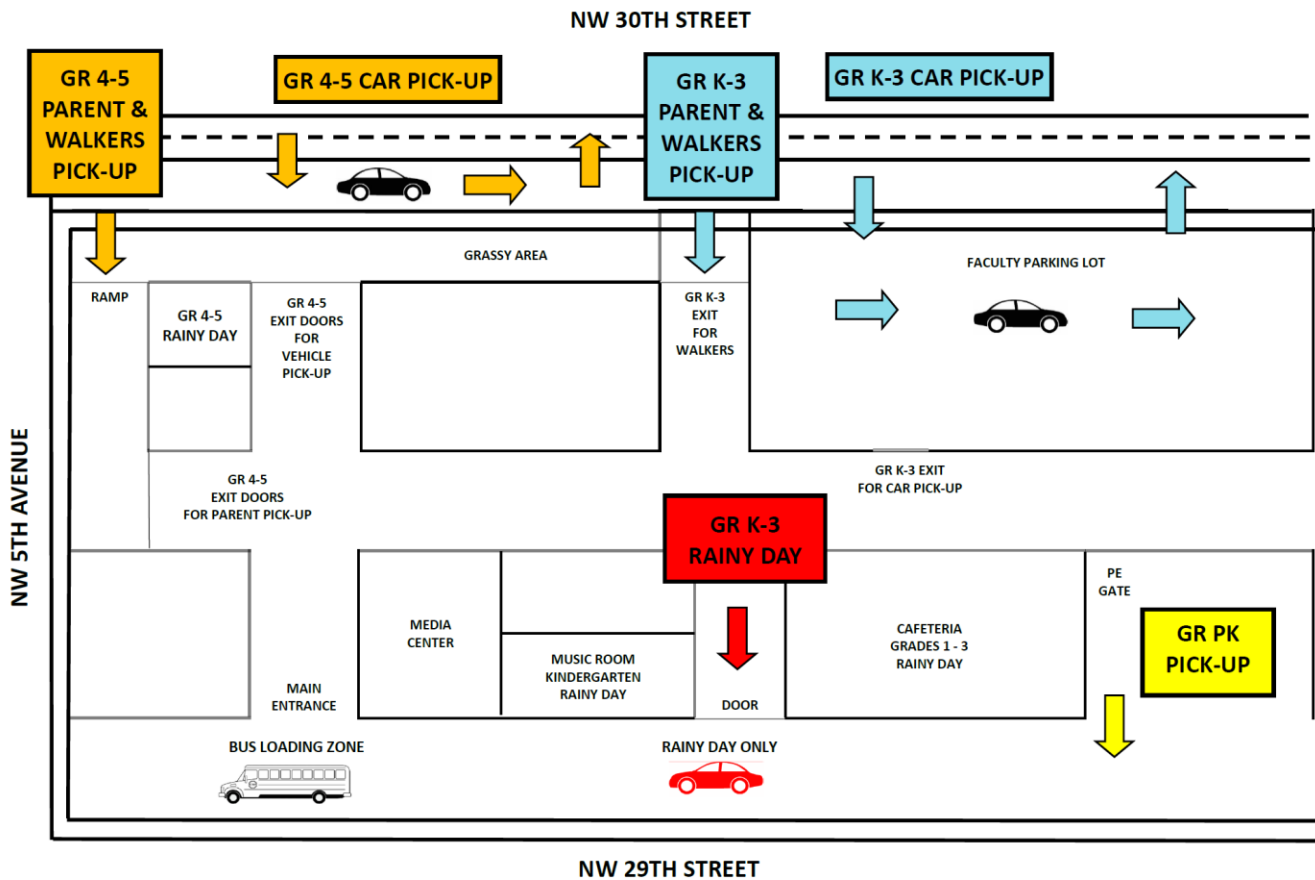 NW 30TH STREET
GR 4-5
PARENT &
WALKERS
PICK-UP
GR 4-5 CAR PICK-UP
GR K-3
PARENT &
WALKERS
PICK-UP
GR K-3 CAR PICK-UP
GRASSY AREA
FACULTY PARKING LOT
RAMP
GR 4-5
RAINY DAY
GR 4-5
EXIT DOORS
FOR
VEHICLE
PICK-UP
GR K-3
EXIT
FOR
WALKERS
NW 5TH AVENUE
GR 4-5
EXIT DOORS
FOR PARENT PICK-UP
GR K-3 EXIT
FOR CAR PICK-UP
GR K-3
RAINY DAY
PE
GATE
MEDIA
CENTER
MUSIC ROOM
KINDERGARTEN
RAINY DAY
CAFETERIA
GRADES 1 - 3
RAINY DAY
GR PK
PICK-UP
MAIN
ENTRANCE
DOOR
BUS LOADING ZONE
RAINY DAY ONLY
NW 29TH STREET